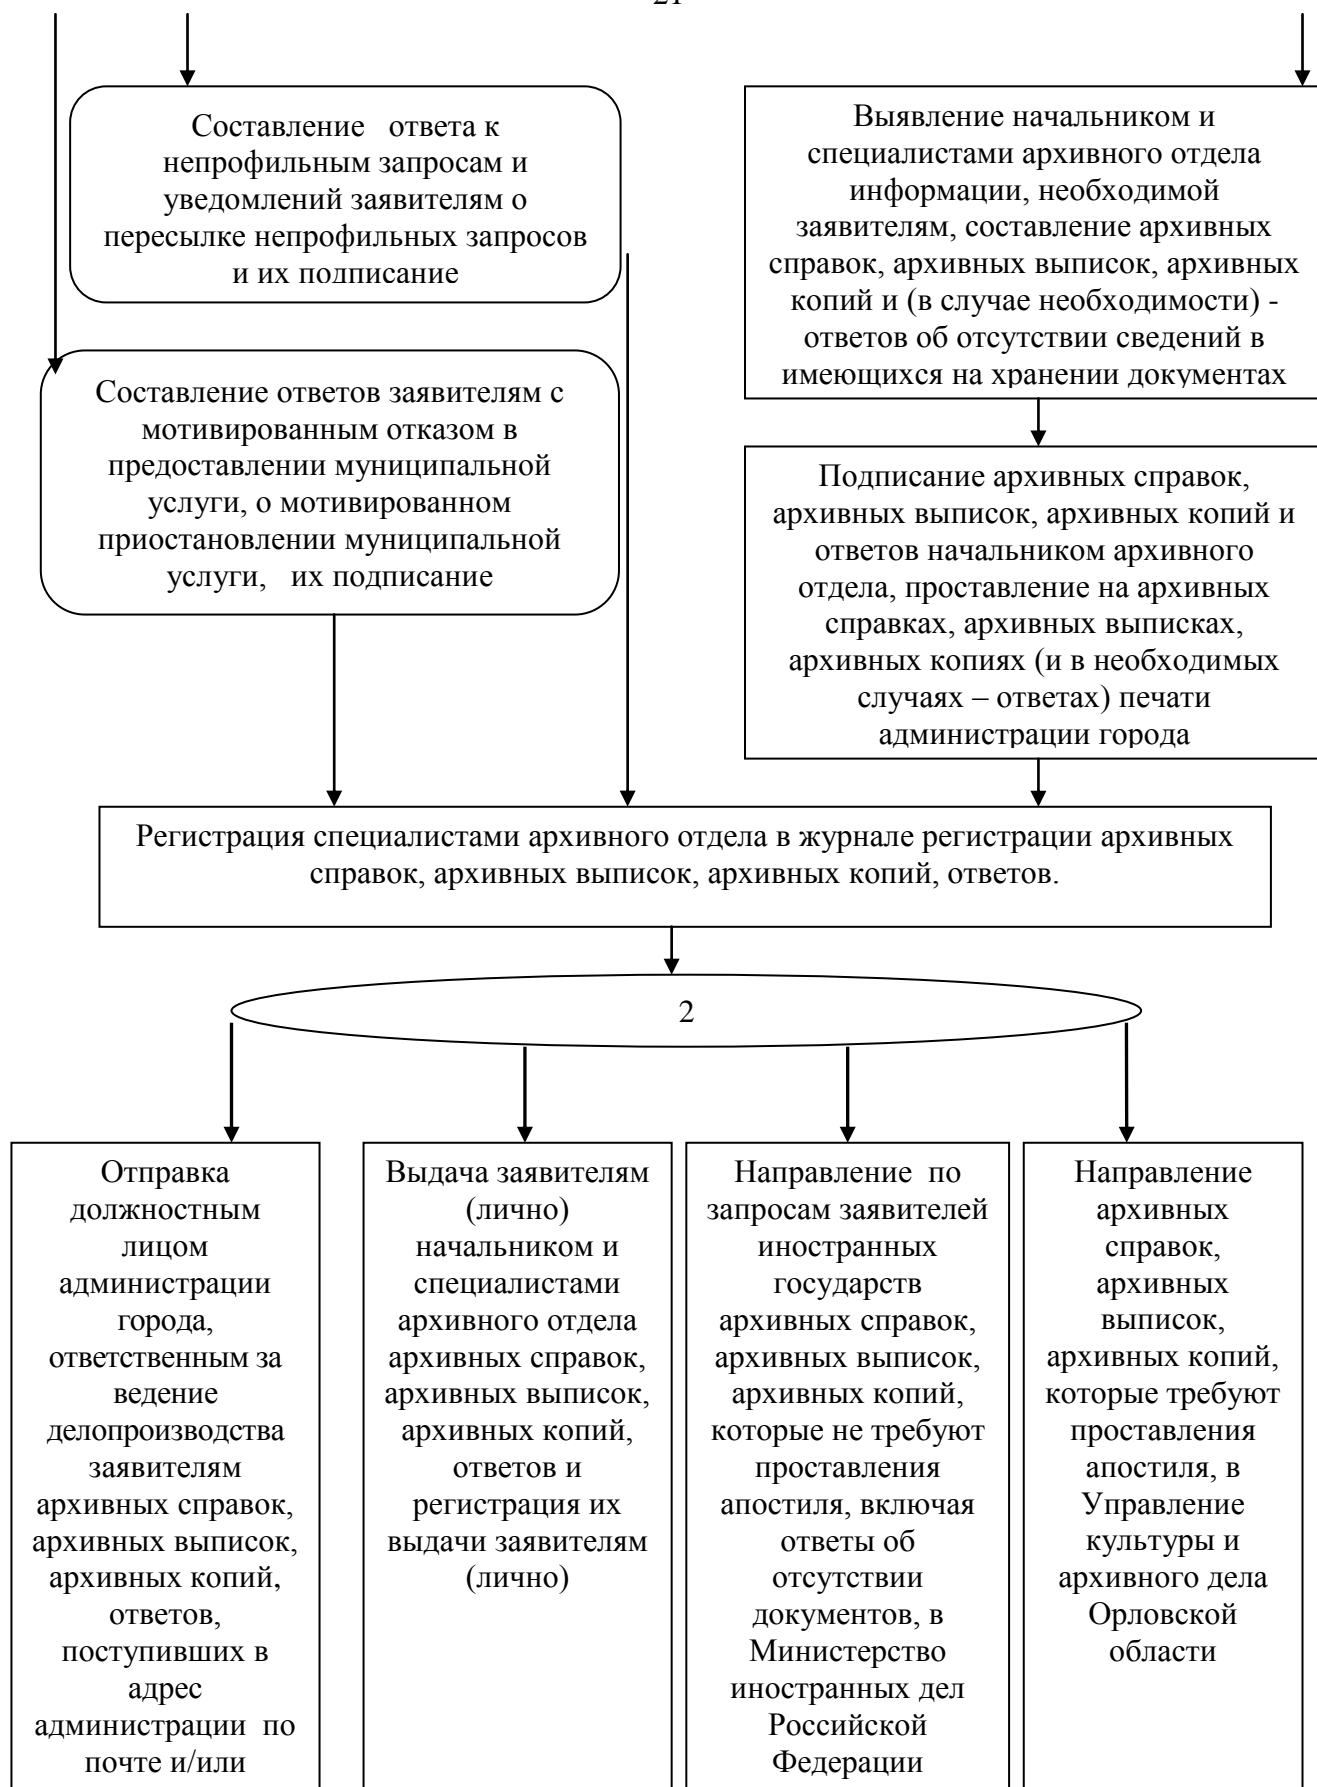 21
Составление ответа к
непрофильным запросам и
уведомлений заявителям о
пересылке непрофильных запросов
и их подписание
Выявление начальником и
специалистами архивного отдела
информации, необходимой
заявителям, составление архивных
справок, архивных выписок, архивных
копий и (в случае необходимости) -
ответов об отсутствии сведений в
имеющихся на хранении документах
Составление ответов заявителям с
мотивированным отказом в
предоставлении муниципальной
услуги, о мотивированном
приостановлении муниципальной
услуги, их подписание
Подписание архивных справок,
архивных выписок, архивных копий и
ответов начальником архивного
отдела, проставление на архивных
справках, архивных выписках,
архивных копиях (и в необходимых
случаях – ответах) печати
администрации города
Регистрация специалистами архивного отдела в журнале регистрации архивных
справок, архивных выписок, архивных копий, ответов.
2
Отправка
должностным
лицом
администрации
города,
ответственным за
ведение
делопроизводства
заявителям
архивных справок,
архивных выписок,
архивных копий,
ответов,
поступивших в
адрес
администрации по
почте и/или
Выдача заявителям
(лично)
начальником и
специалистами
архивного отдела
архивных справок,
архивных выписок,
архивных копий,
ответов и
регистрация их
выдачи заявителям
(лично)
Направление по
запросам заявителей
иностранных
государств
архивных справок,
архивных выписок,
архивных копий,
которые не требуют
проставления
апостиля, включая
ответы об
отсутствии
документов, в
Министерство
иностранных дел
Российской
Федерации
Направление
архивных
справок,
архивных
выписок,
архивных копий,
которые требуют
проставления
апостиля, в
Управление
культуры и
архивного дела
Орловской
области